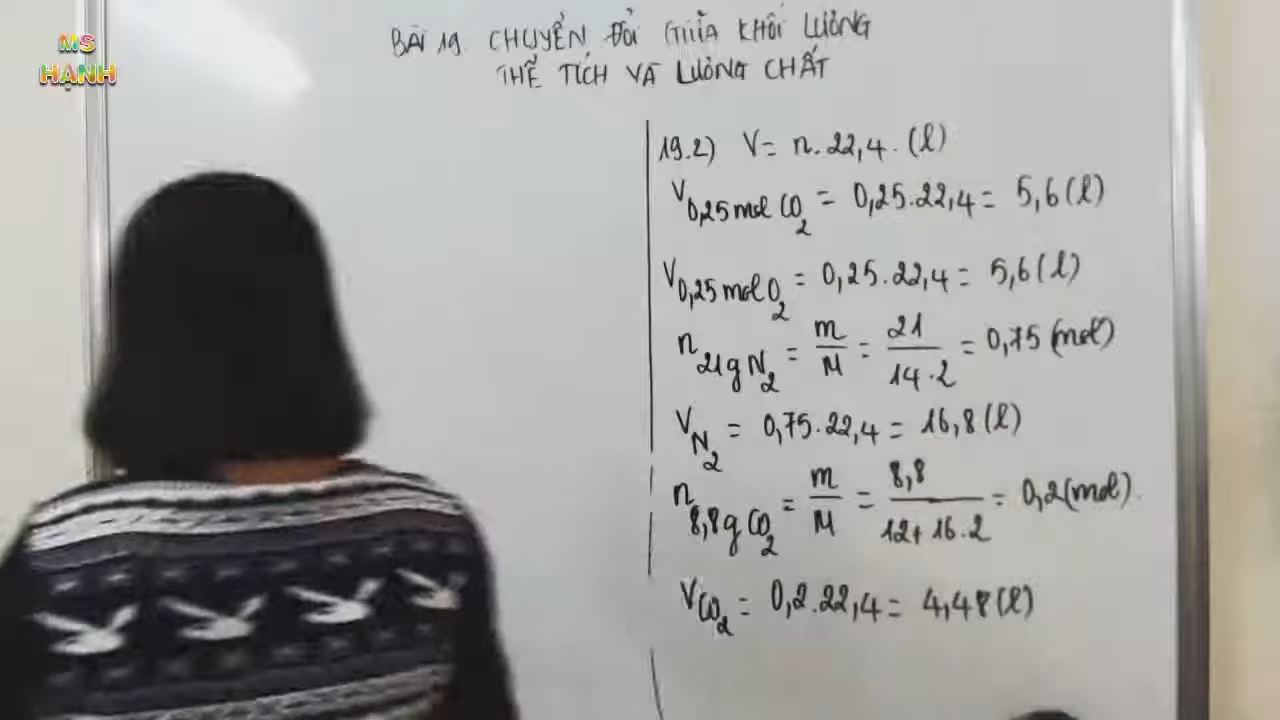 MS
HẠNH
BÀI 19 CHUYỂN ĐỔI GIỮA KHỐI LƯỢNG
THỂ TÍCH VÀ LƯỢNG CHẤT
19.2) V = n.22,4.(l)
V0,25 mol CO2 = 0,25.22,4 = 5,6(l)
V0,25 mol O2 = 0,25.22,4 = 5,6(l)
n21g N2 = m/M = 21/14.2 = 0,75 (mol)
VN2 = 0,75.22,4 = 16,8(l)
n8,8g CO2 = m/M = 8,8/12+16.2 = 0,2(mol).
VCO2 = 0,2.22,4 = 4,48(l)